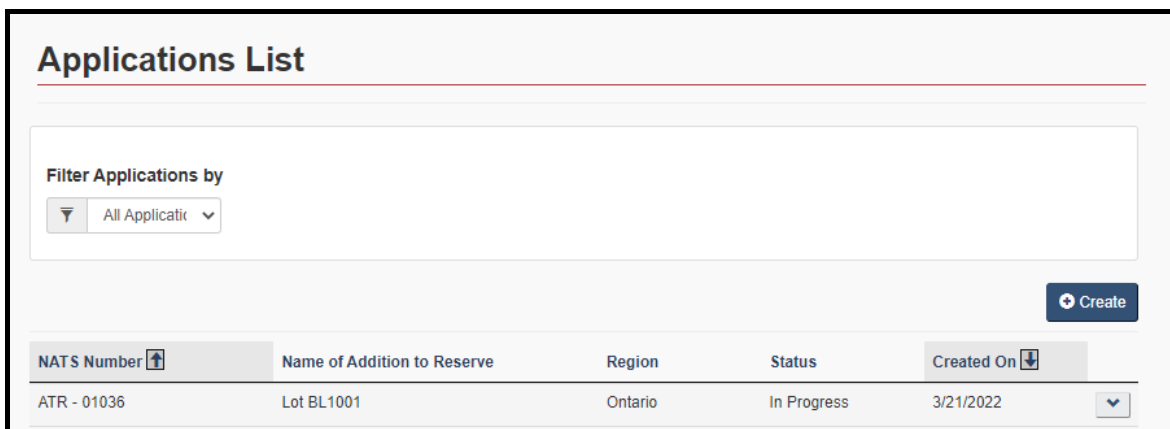 Applications List
Filter Applications by
All Applicatic
Create
NATS Number Name of Addition to Reserve Region Status Created On
ATR - 01036 Lot BL1001 Ontario In Progress 3/21/2022